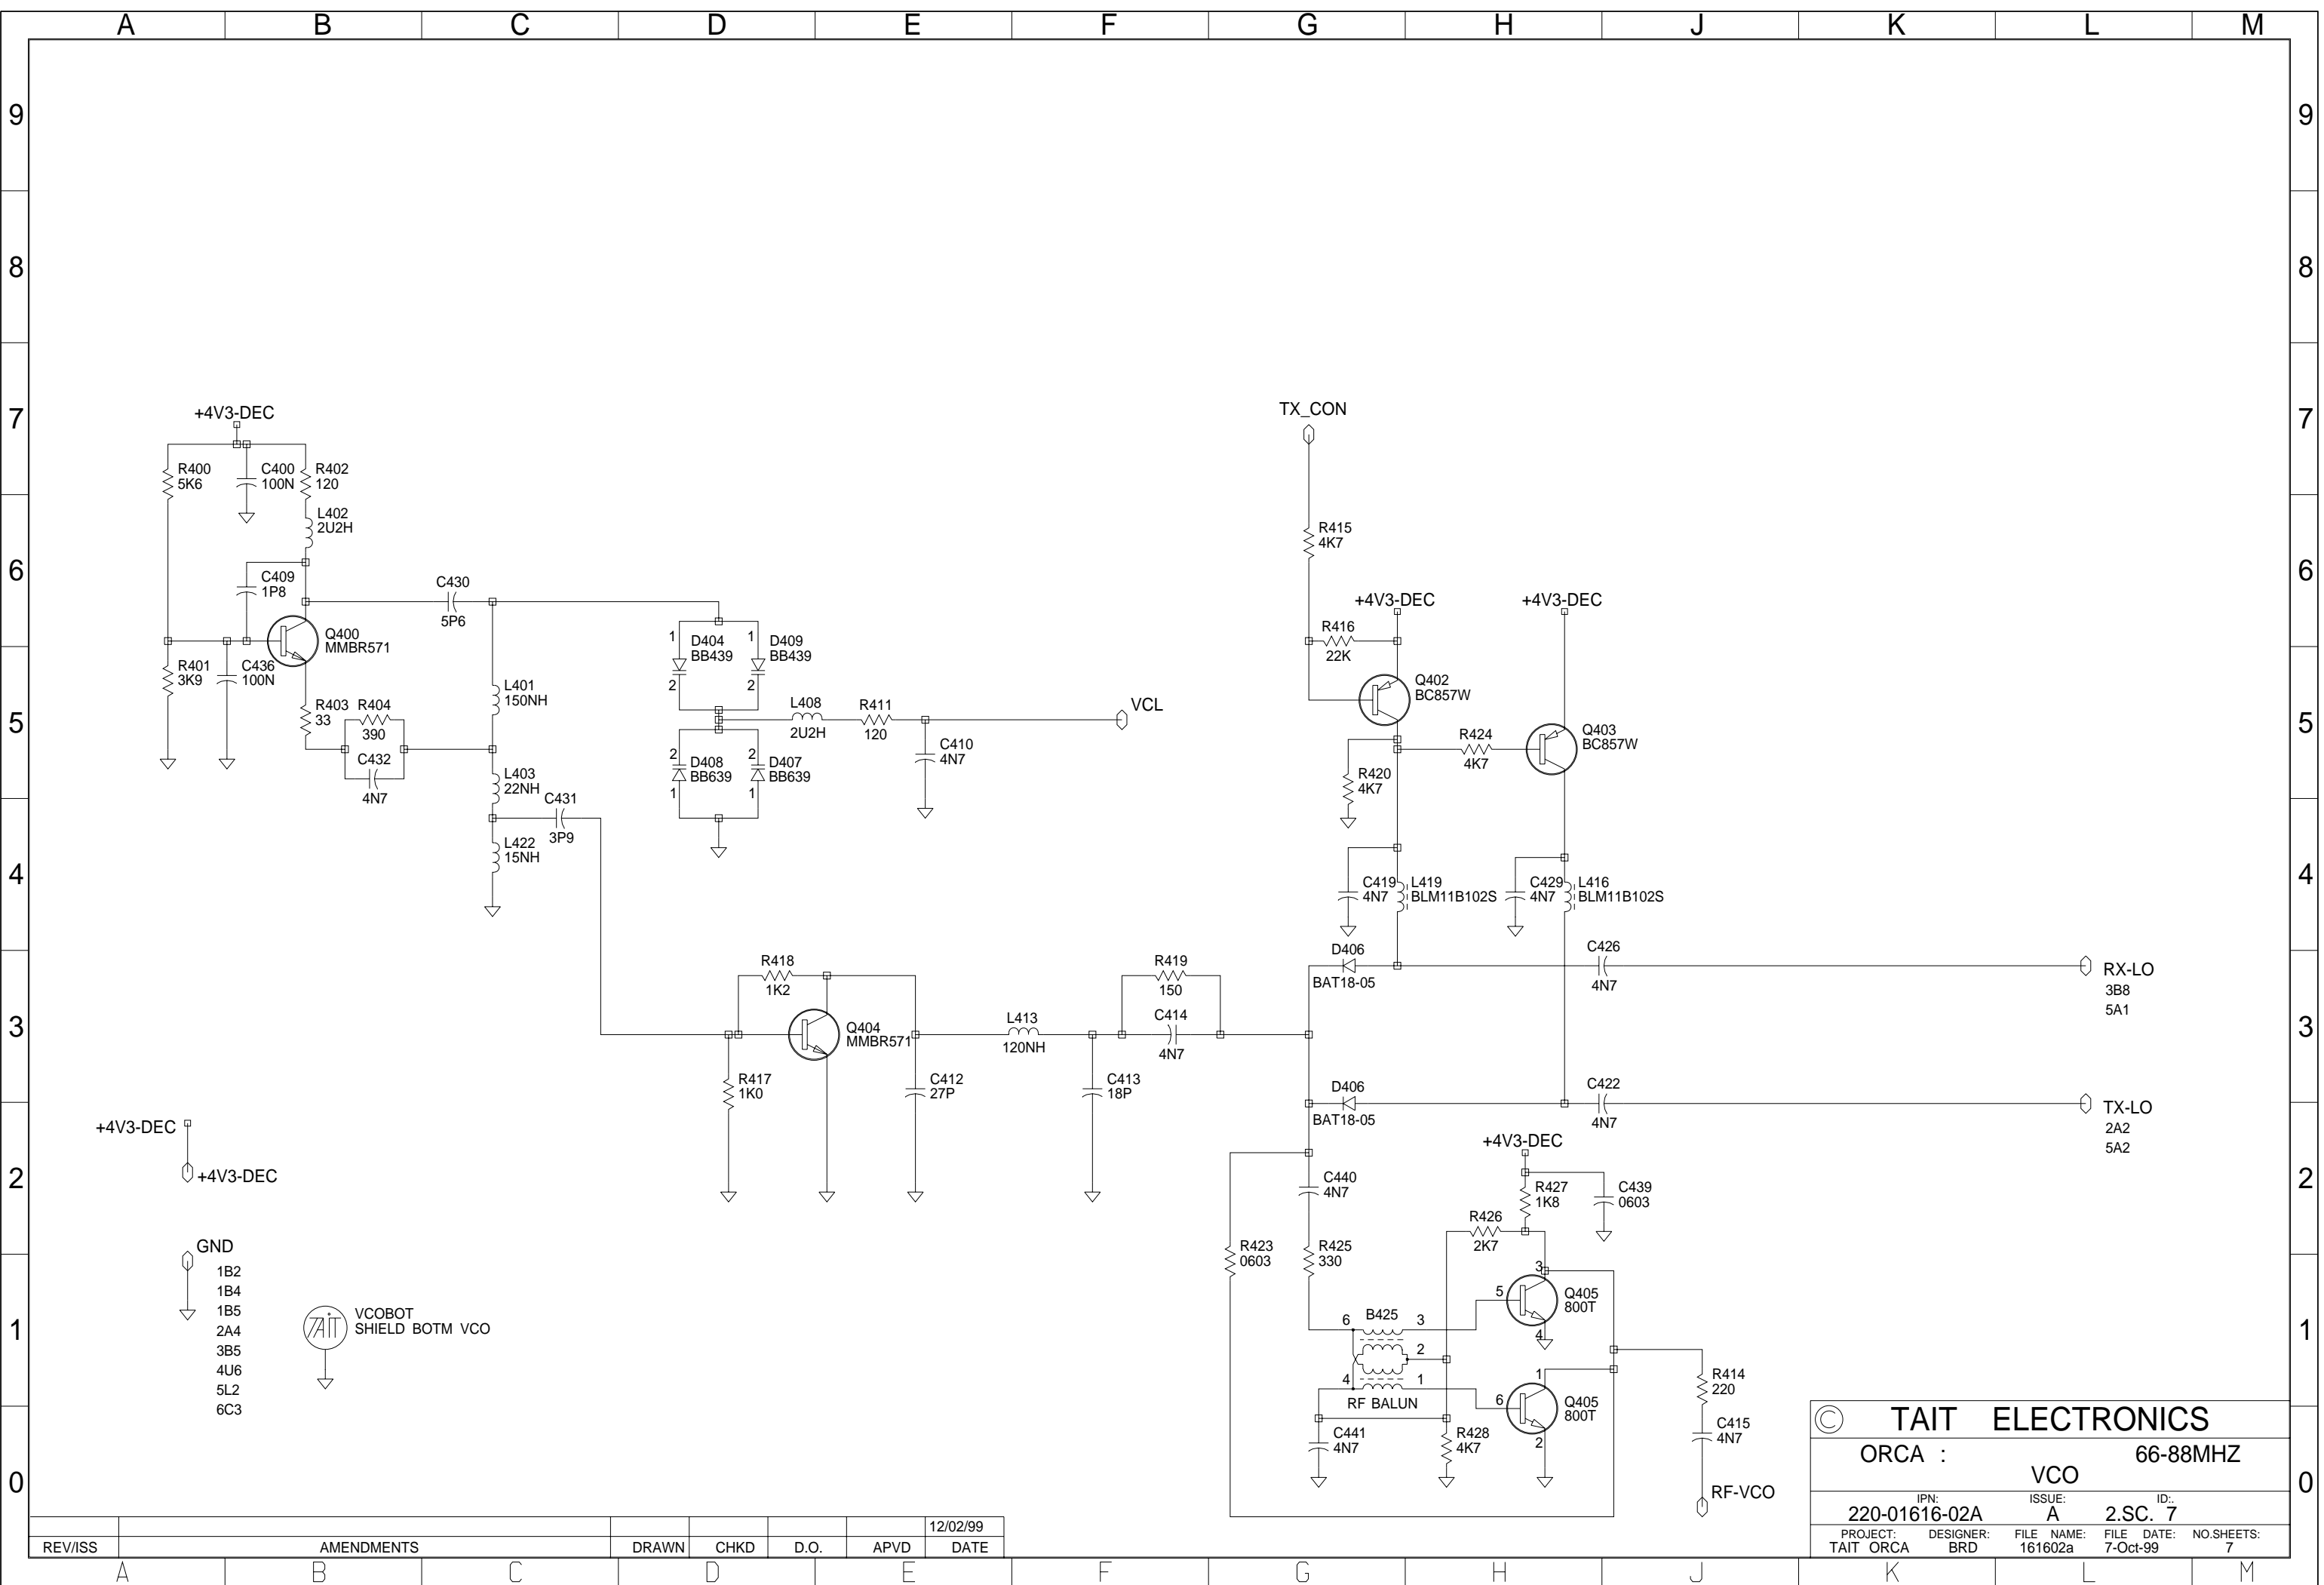 A B C D E F G H J K L M
9 9
8 8
7 7
6 6
5 5
4 4
3 3
2 2
1 1
0 0
+4V3-DEC
R400
5K6
C400
100N
R402
120
L402
2U2H
C409
1P8
Q400
MMBR571
R401
3K9
C436
100N
R403
33
R404
390
C432
4N7
C430
5P6
L401
150NH
L403
22NH
C431
3P9
L422
15NH
1
D404
BB439
2
1
D409
BB439
2
2
D408
BB639
1
2
D407
BB639
1
L408
2U2H
R411
120
C410
4N7
VCL
R418
1K2
Q404
MMBR571
R417
1K0
C412
27P
L413
120NH
C413
18P
R419
150
C414
4N7
TX_CON
R415
4K7
+4V3-DEC
R416
22K
Q402
BC857W
+4V3-DEC
R424
4K7
Q403
BC857W
R420
4K7
C419
4N7
L419
BLM11B102S
C429
4N7
L416
BLM11B102S
D406
BAT18-05
C426
4N7
RX-LO
3B8
5A1
D406
BAT18-05
C422
4N7
TX-LO
2A2
5A2
+4V3-DEC
R427
1K8
C439
0603
C440
4N7
R426
2K7
R423
0603
R425
330
3
5
Q405
800T
4
B425
6 3
2
4 1
RF BALUN
1
6
Q405
800T
2
C441
4N7
R428
4K7
R414
220
C415
4N7
RF-VCO
+4V3-DEC
+4V3-DEC
GND
1B2
1B4
1B5
2A4
3B5
4U6
5L2
6C3
TAIT
VCOBOT
SHIELD BOTM VCO
12/02/99
REV/ISS AMENDMENTS DRAWN CHKD D.O. APVD DATE
© TAIT ELECTRONICS
ORCA : 66-88MHZ
VCO
IPN: ISSUE: ID:.
220-01616-02A A 2.SC. 7
PROJECT: DESIGNER: FILE NAME: FILE DATE: NO.SHEETS:
TAIT ORCA BRD 161602a 7-Oct-99 7
A B C D E F G H J K L M